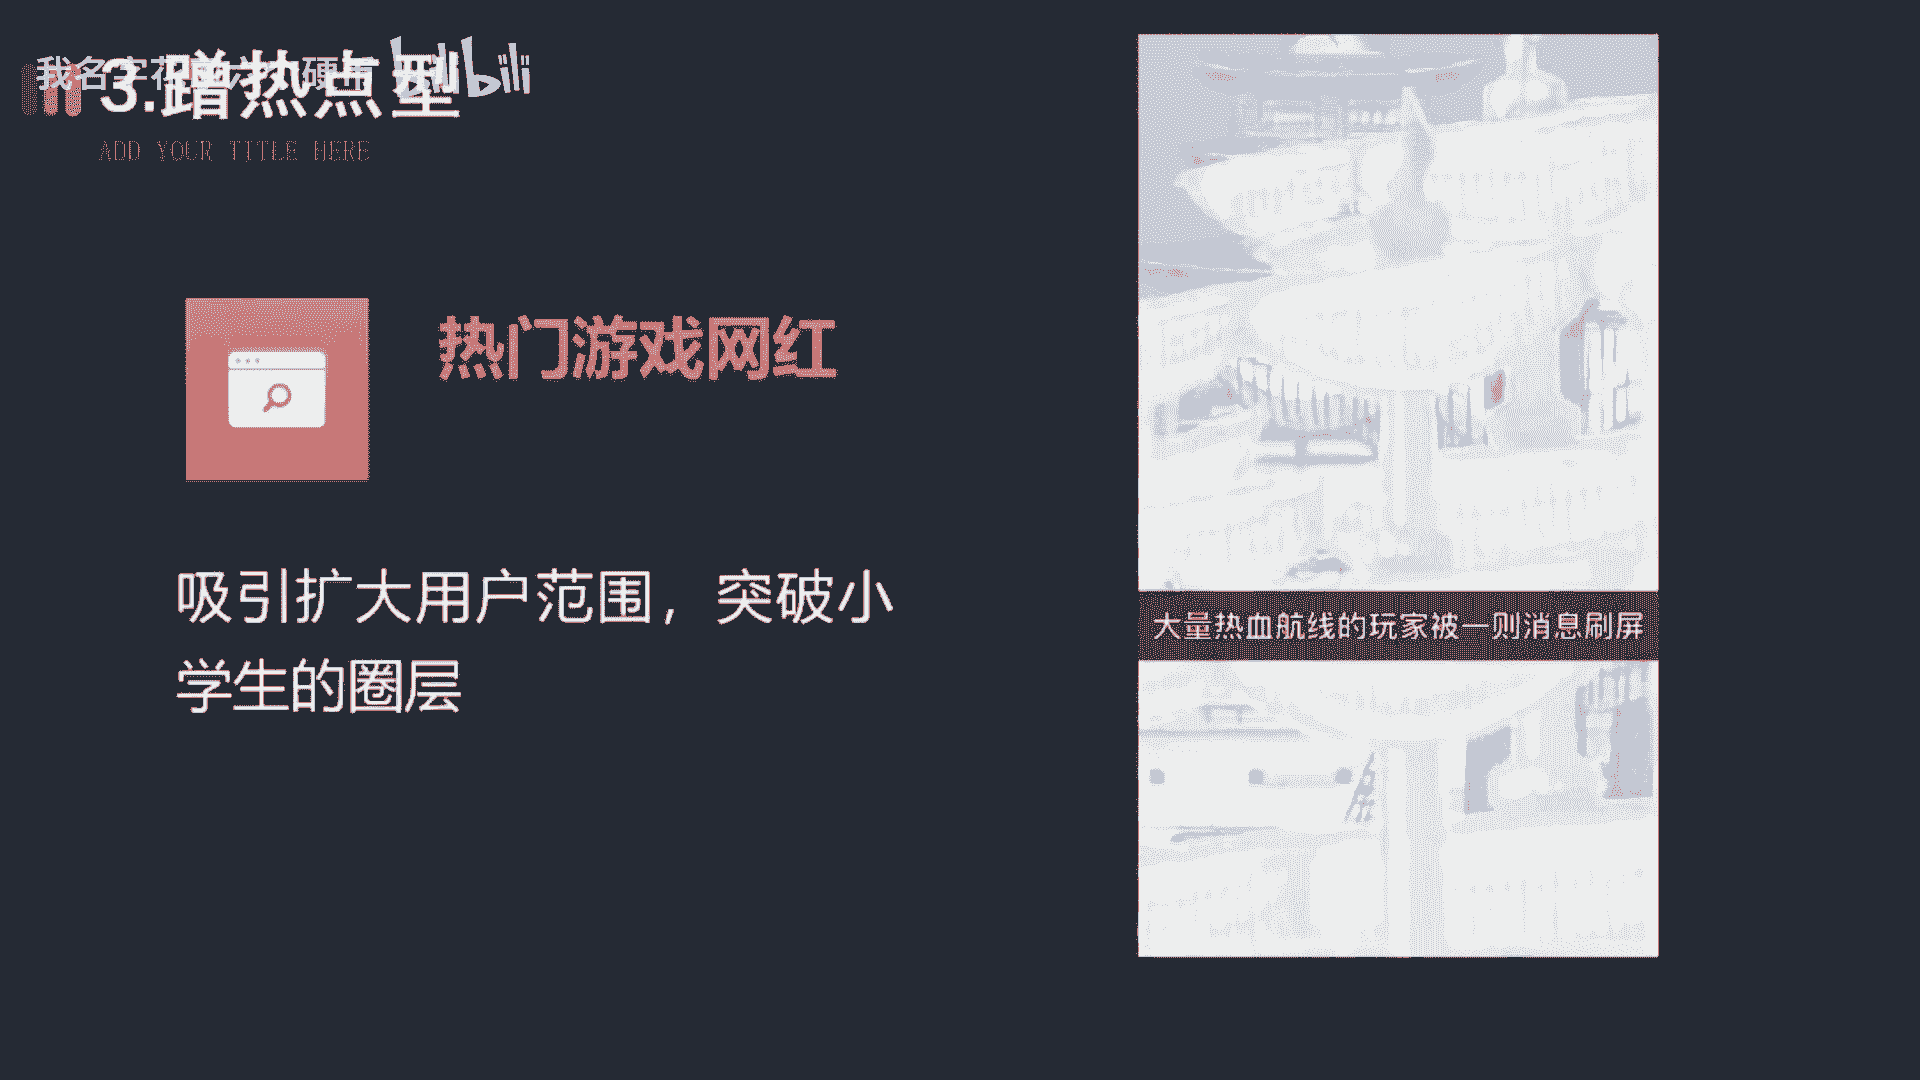 3.蹭热点型
bilibili
ADD YOUR TITLE HERE
热门游戏网红
吸引扩大用户范围，突破小
学生的圈层
大量热血航线的玩家被一则消息刷屏